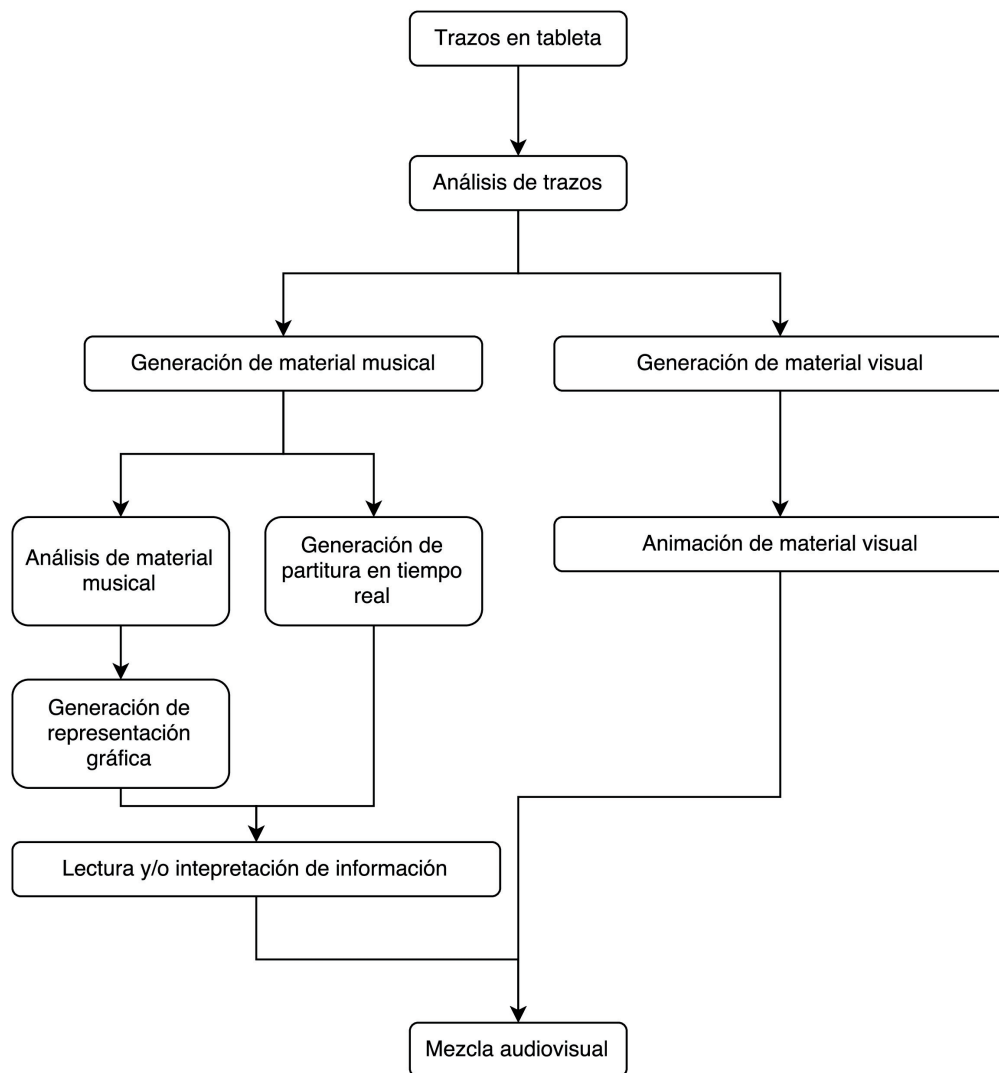 Trazos en tableta
Análisis de trazos
Generación de material musical
Generación de material visual
Análisis de material
musical
Generación de
partitura en tiempo
real
Animación de material visual
Generación de
representación
gráfica
Lectura y/o intepretación de información
Mezcla audiovisual